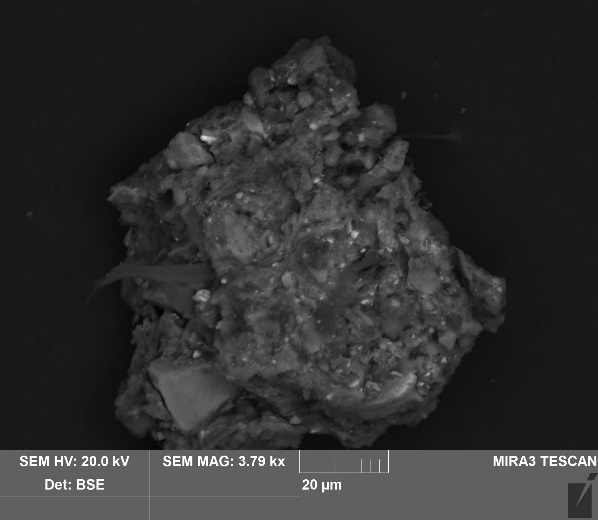 SEM HV: 20.0 kV SEM MAG: 3.79 kx MIRA3 TESCAN
Det: BSE 20 µm